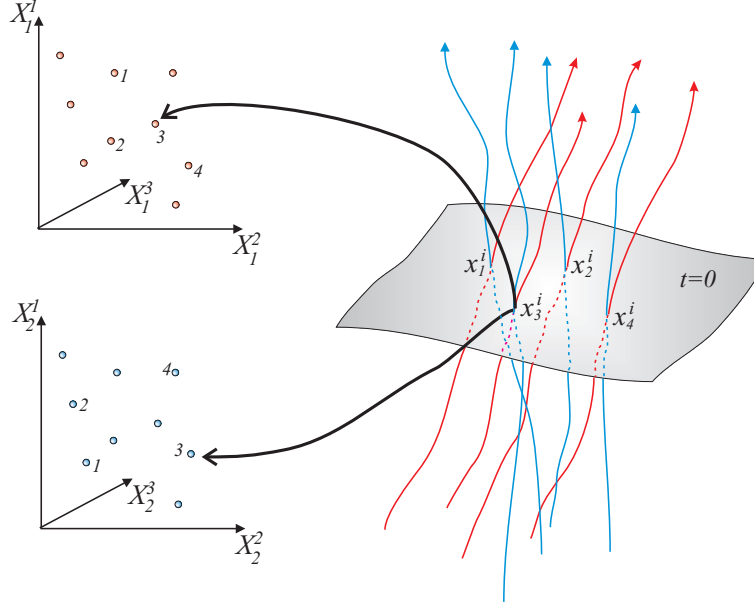 X_1^1
1
2
3
4
X_1^3
X_1^2
x_1^i
x_2^i
t=0
x_3^i
x_4^i
X_2^1
4
2
3
1
X_2^3
X_2^2